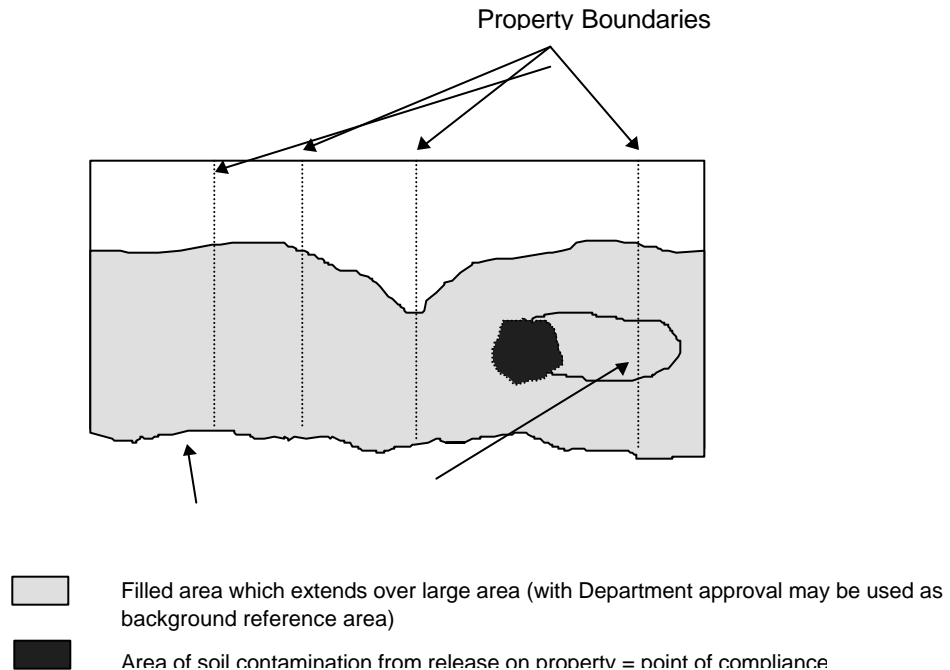 Property Boundaries
Filled area which extends over large area (with Department approval may be used as
background reference area)
Area of soil contamination from release on property = point of compliance